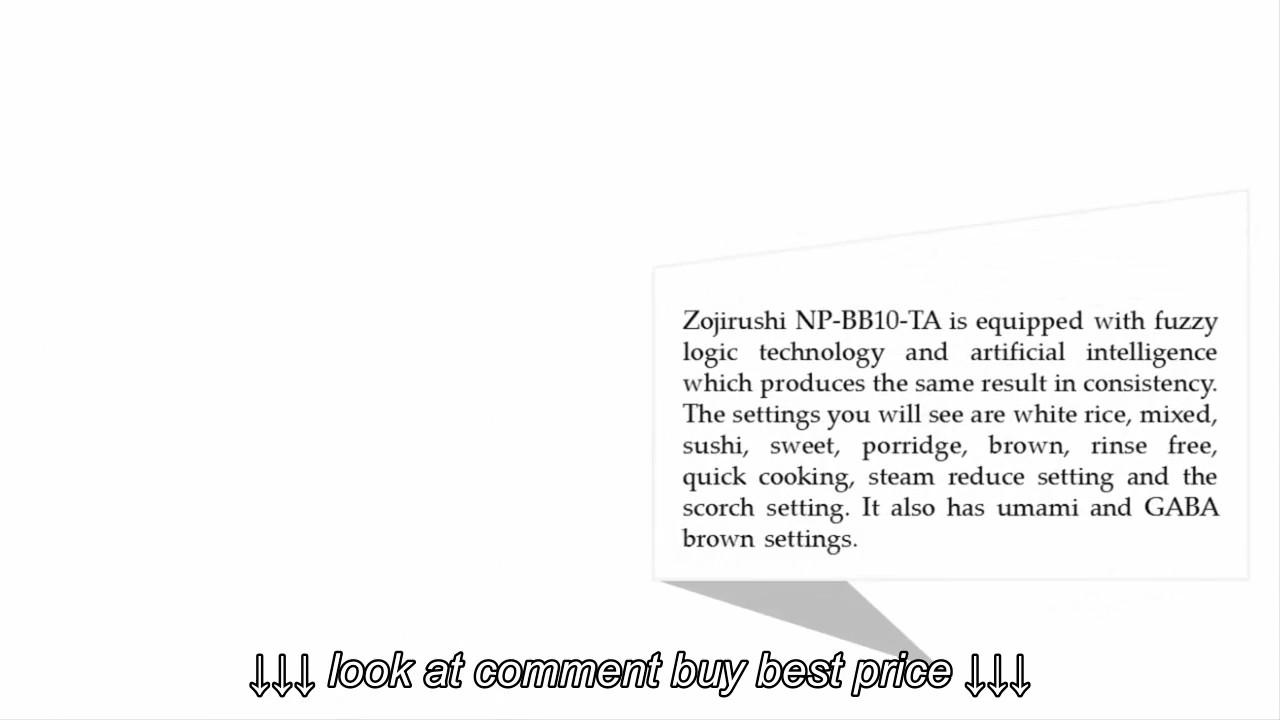 Zojirushi NP-BB10-TA is equipped with fuzzy
logic technology and artificial intelligence
which produces the same result in consistency.
The settings you will see are white rice, mixed,
sushi, sweet, porridge, brown, rinse free,
quick cooking, steam reduce setting and the
scorch setting. It also has umami and GABA
brown settings.
↓↓↓ look at comment buy best price ↓↓↓